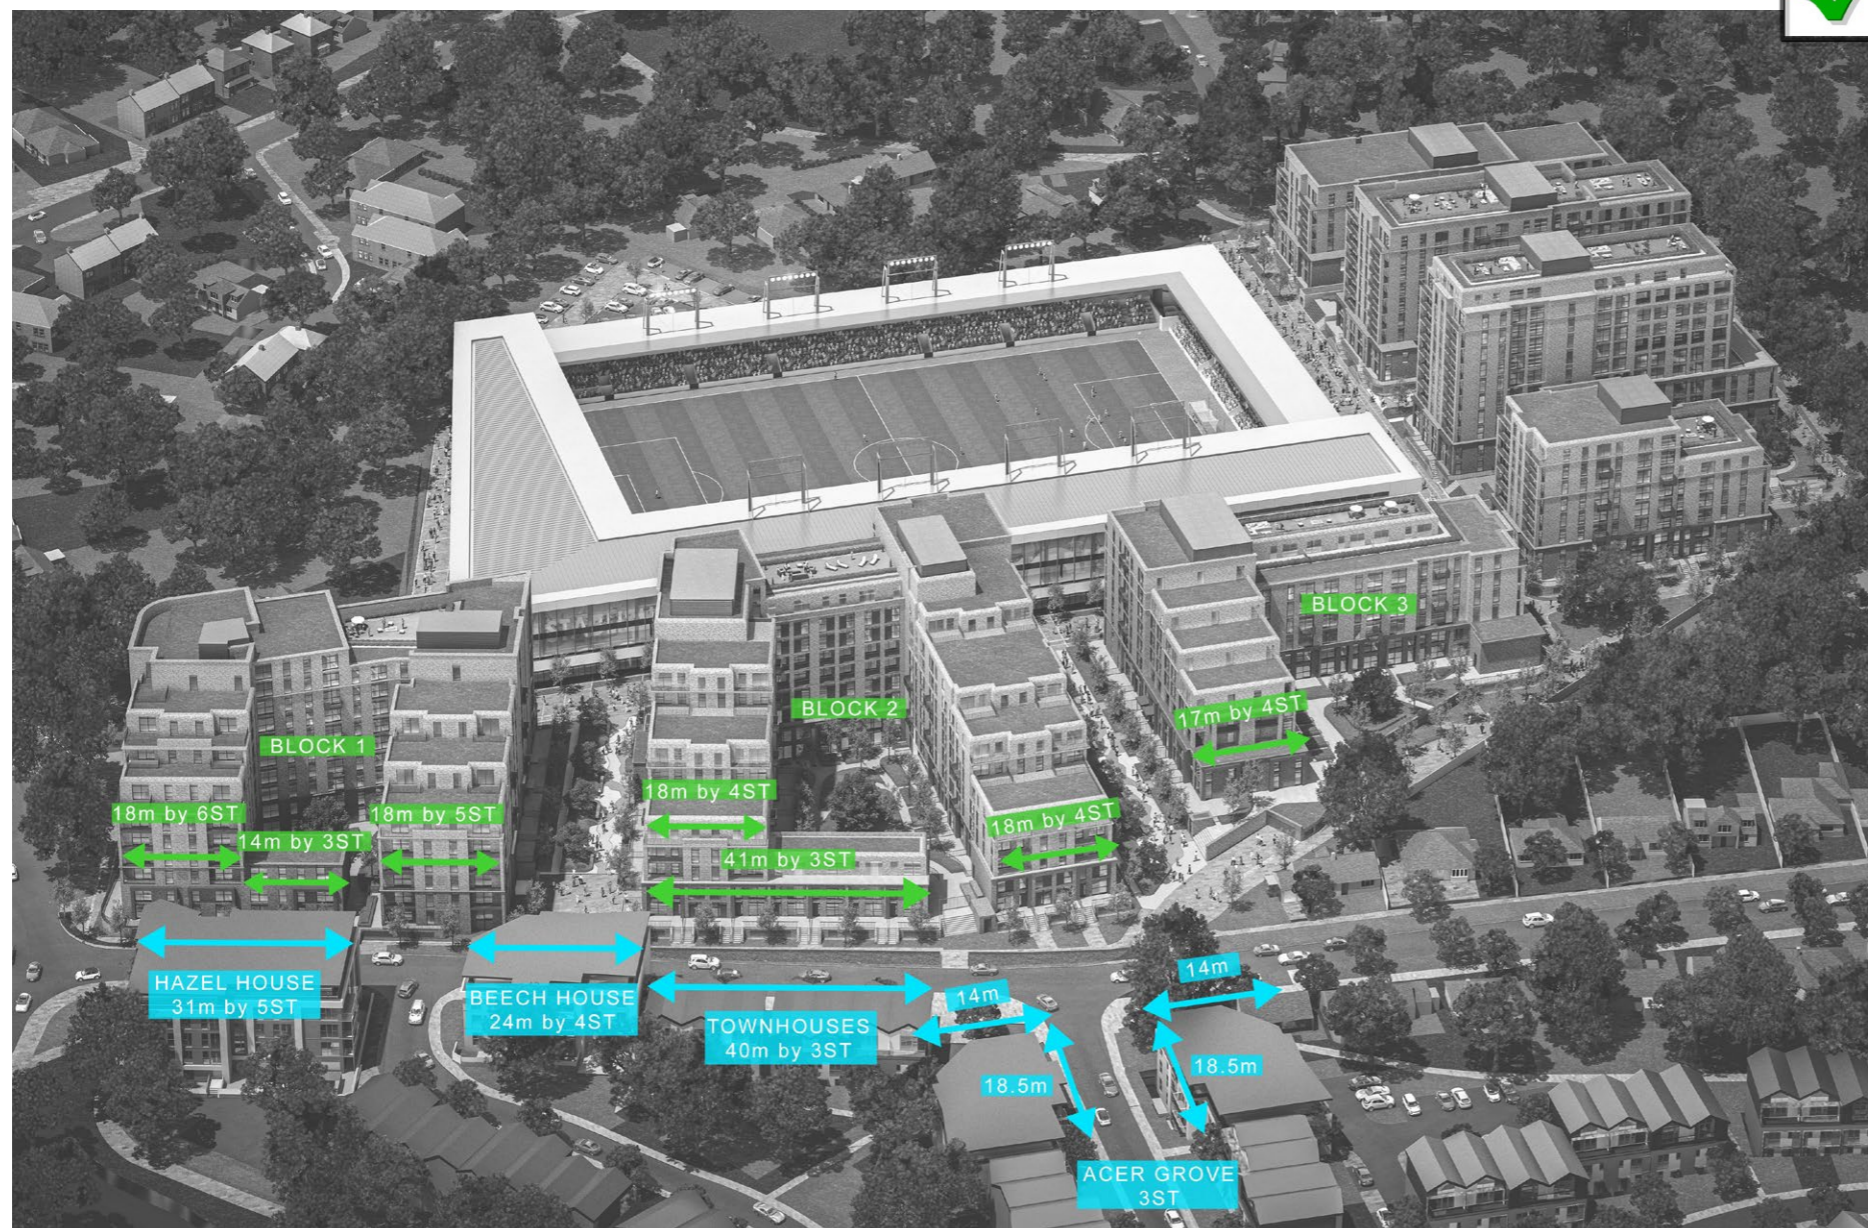 BLOCK 3
17m by 4ST
BLOCK 2
BLOCK 1
18m by 6ST
14m by 3ST
18m by 5ST
18m by 4ST
41m by 3ST
18m by 4ST
HAZEL HOUSE
31m by 5ST
BEECH HOUSE
24m by 4ST
TOWNHOUSES
40m by 3ST
14m
14m
18.5m
18.5m
ACER GROVE
3ST